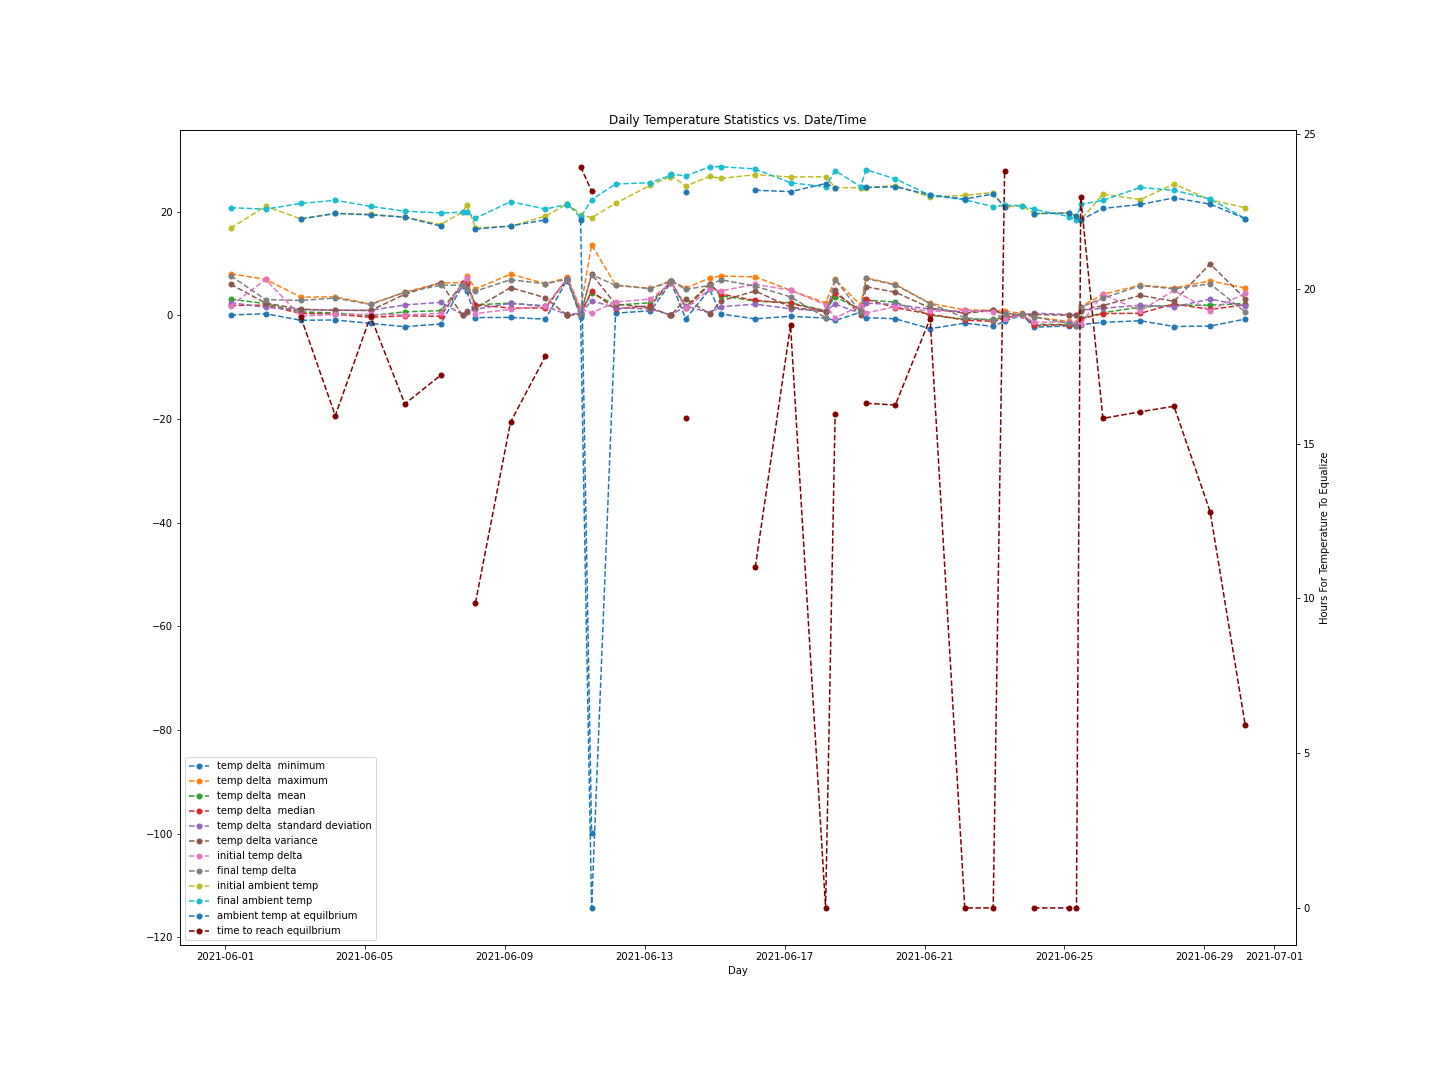 Daily Temperature Statistics vs. Date/Time
25
20
20
0
−20
15
−40
10
−60
−80
5
−100
0
−120
Hours For Temperature To Equalize
temp delta  minimum
temp delta  maximum
temp delta  mean
temp delta  median
temp delta  standard deviation
temp delta variance
initial temp delta
final temp delta
initial ambient temp
final ambient temp
ambient temp at equilbrium
time to reach equilbrium
2021-06-01 2021-06-05 2021-06-09 2021-06-13 2021-06-17 2021-06-21 2021-06-25 2021-06-29 2021-07-01
Day